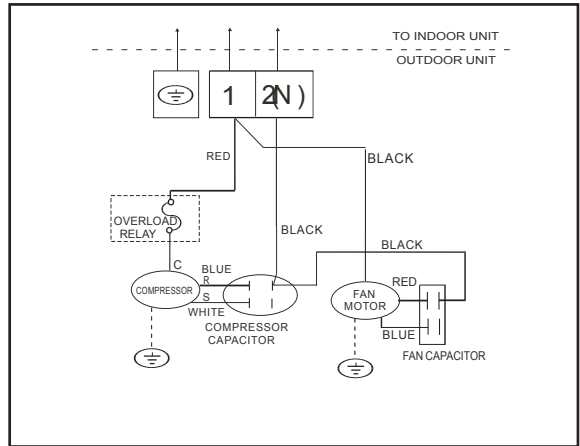 TO INDOOR UNIT
OUTDOOR UNIT
1
2(N)
RED
BLACK
OVERLOAD
RELAY
BLACK
BLACK
C
BLUE
R
COMPRESSOR
S
WHITE
COMPRESSOR
CAPACITOR
FAN
MOTOR
RED
BLUE
FAN CAPACITOR